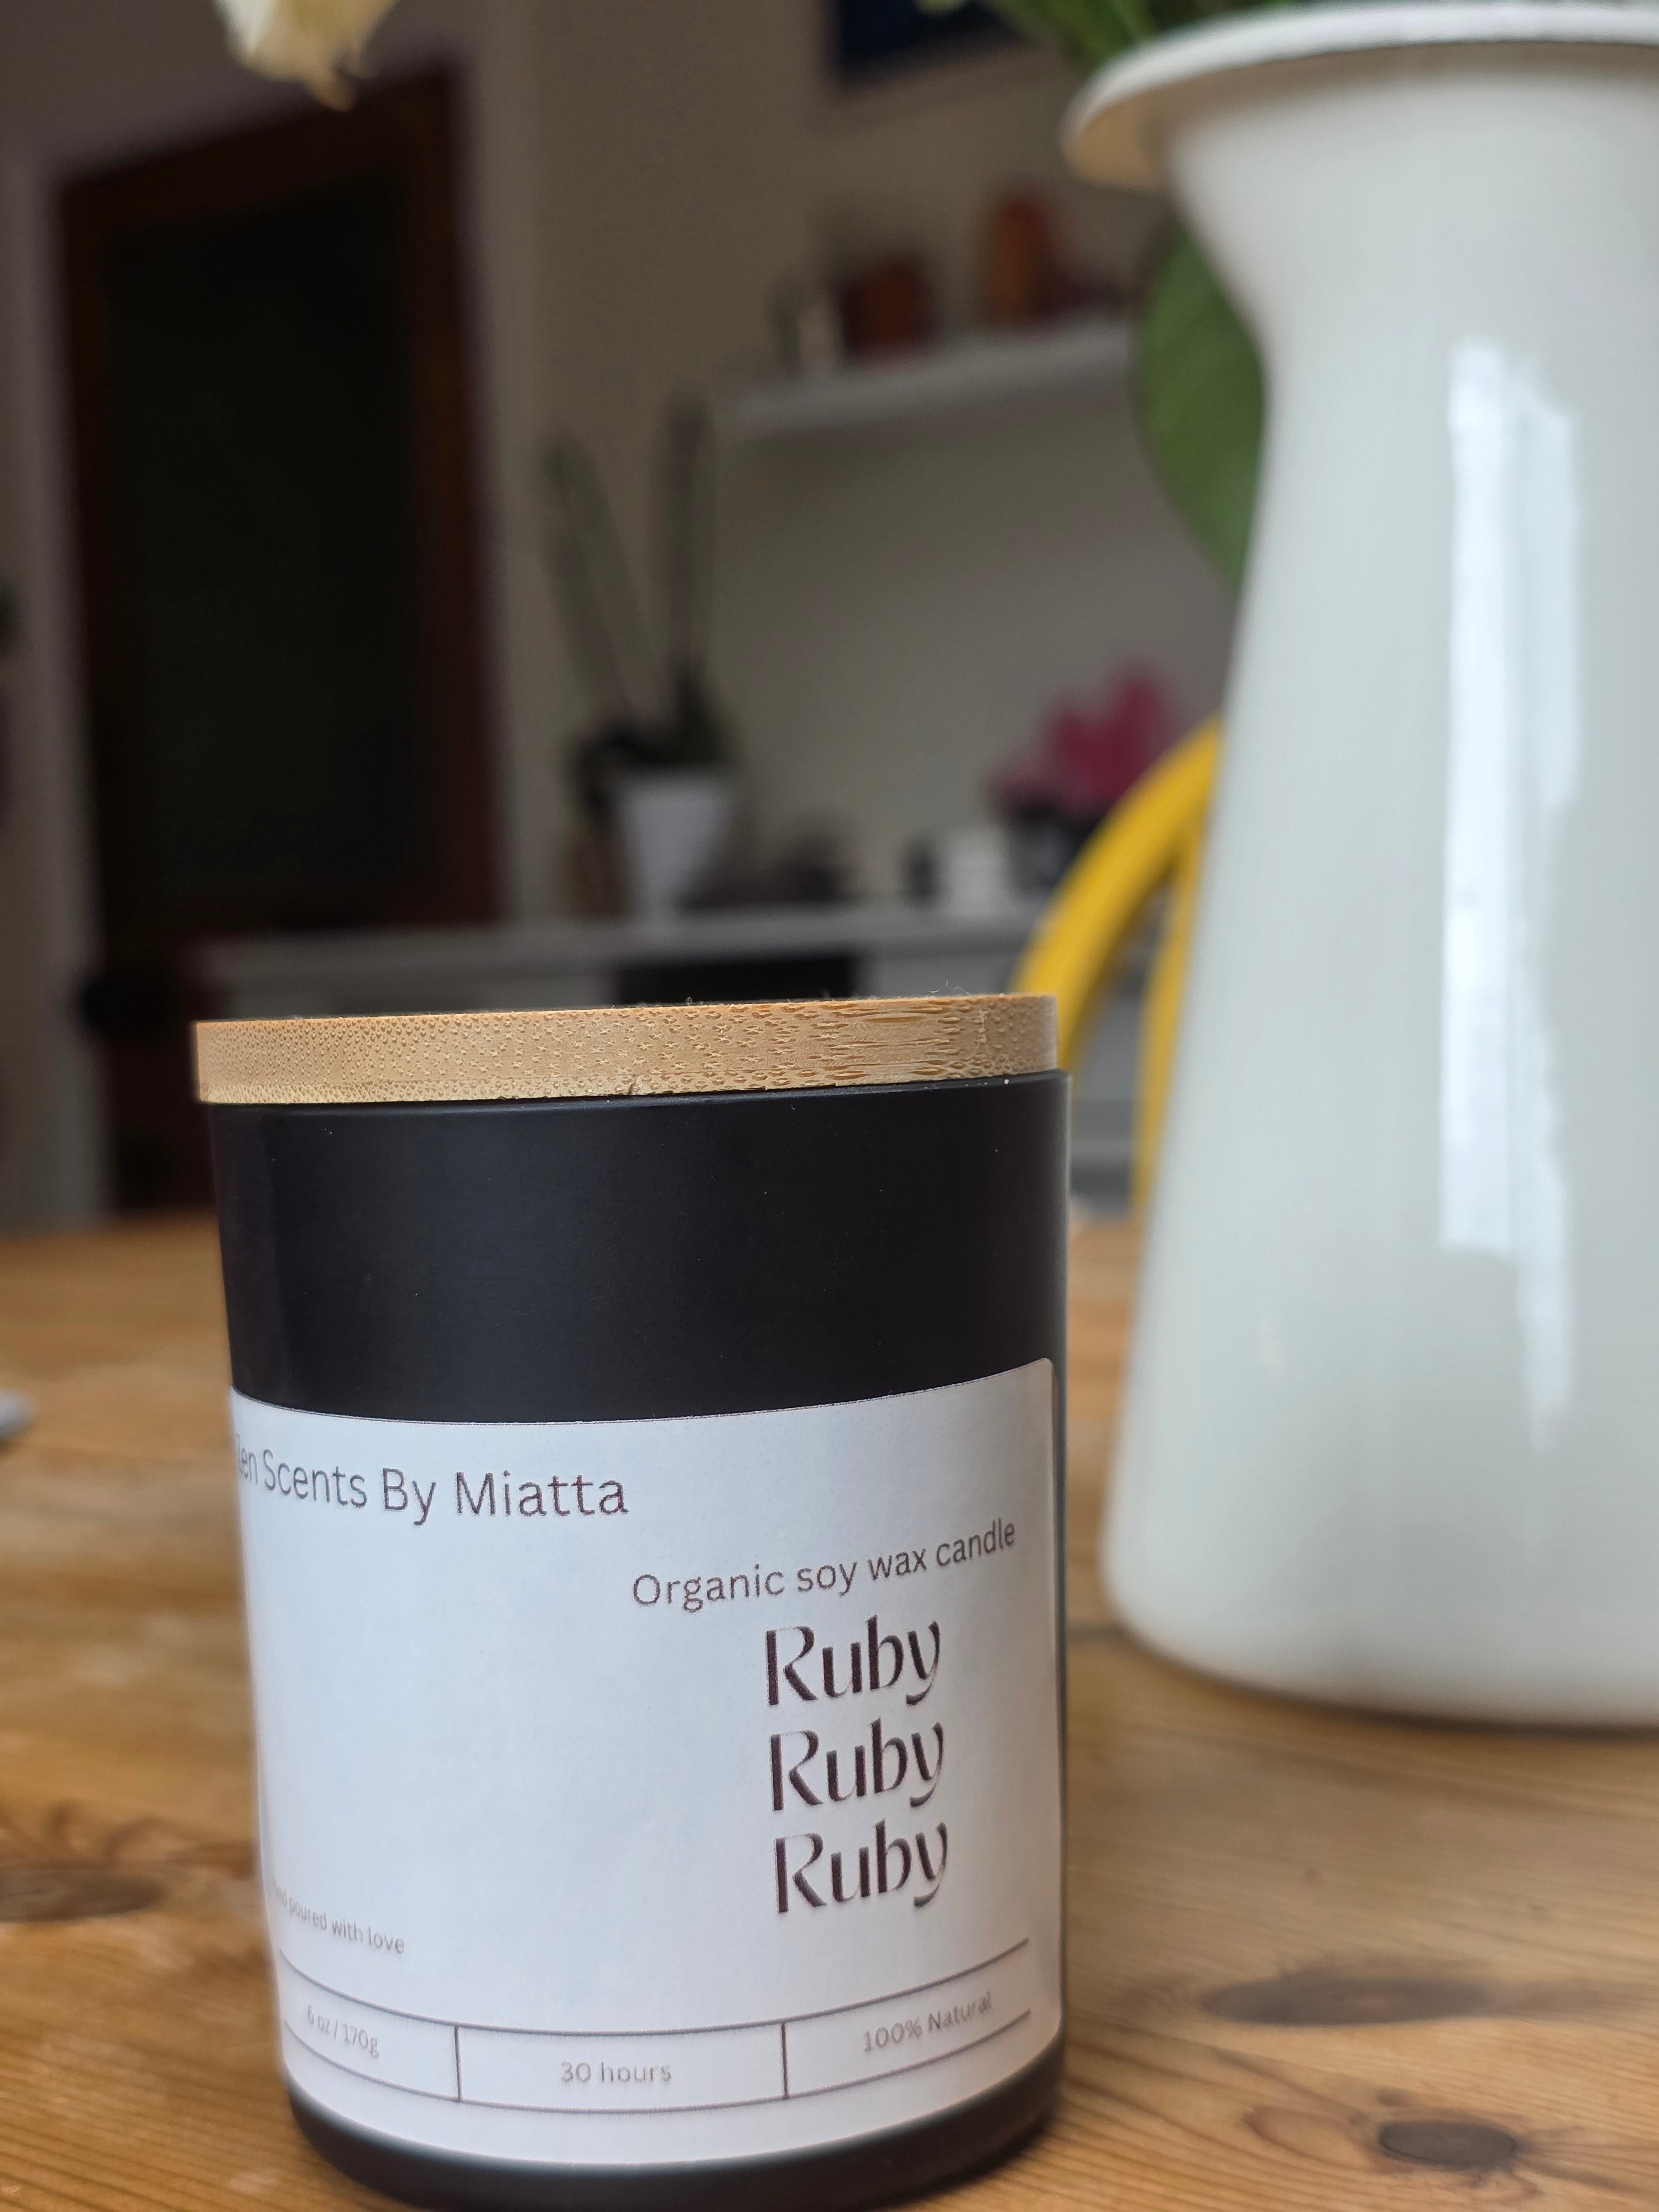 Zen Scents By Miatta
Organic soy wax candle
Ruby
Ruby
Ruby
poured with love
6 oz / 170g
30 hours
100% Natural